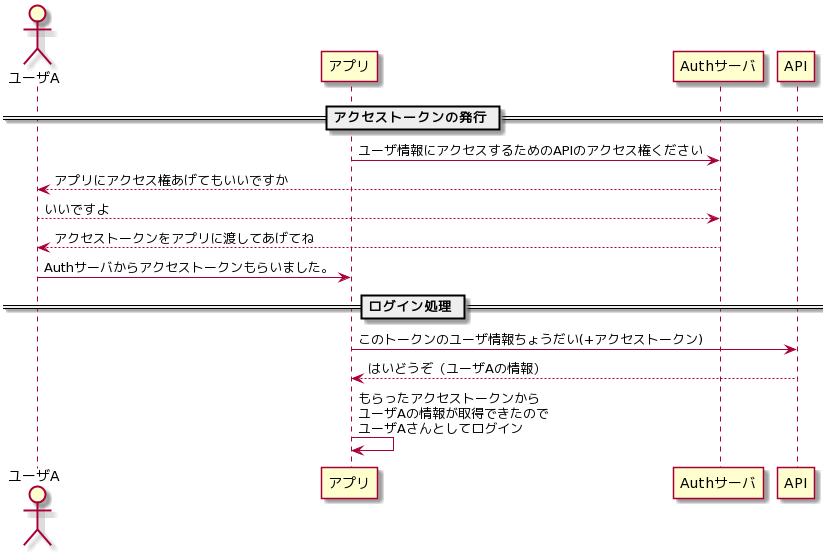 ユーザA
アプリ
Authサーバ
API
アクセストークンの発行
ユーザ情報にアクセスするためのAPIのアクセス権ください
アプリにアクセス権あげてもいいですか
いいですよ
アクセストークンをアプリに渡してあげてね
Authサーバからアクセストークンもらいました。
ログイン処理
このトークンのユーザ情報ちょうだい(+アクセストークン)
はいどうぞ（ユーザAの情報）
もらったアクセストークンから
ユーザAの情報が取得できたので
ユーザAさんとしてログイン
ユーザA
アプリ
Authサーバ
API